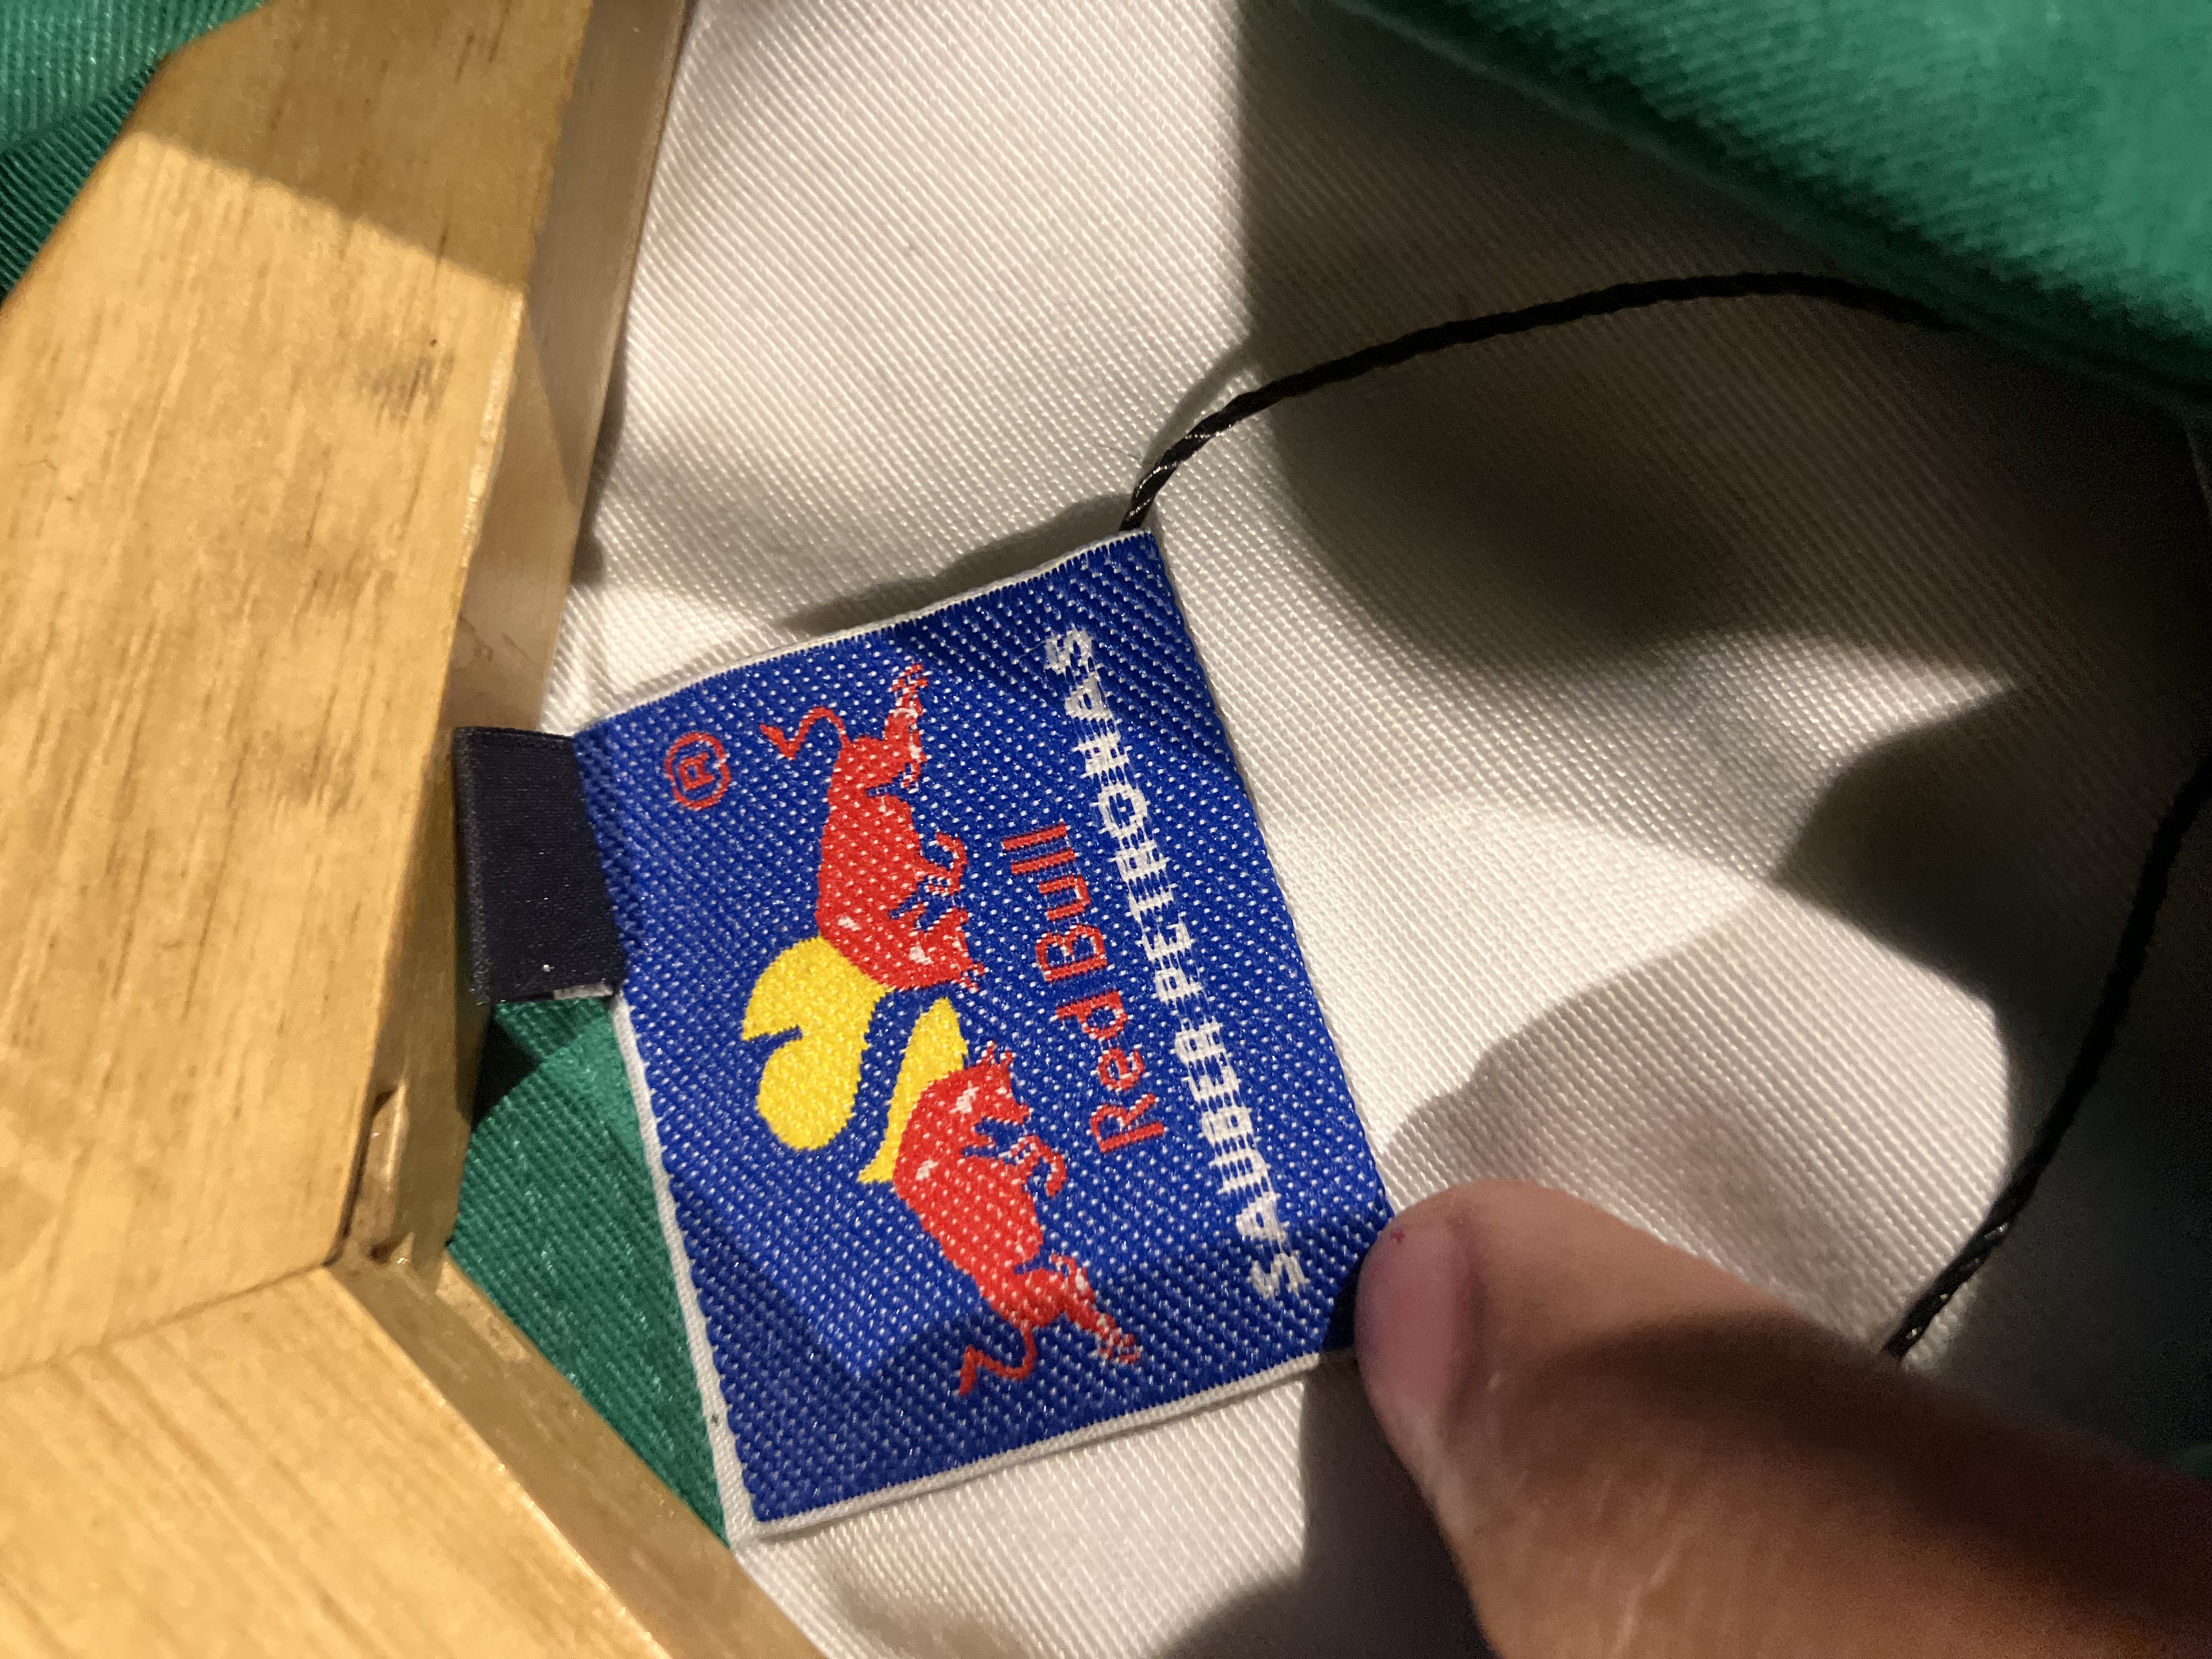 ®
Red Bull
SAUBER PETRONAS